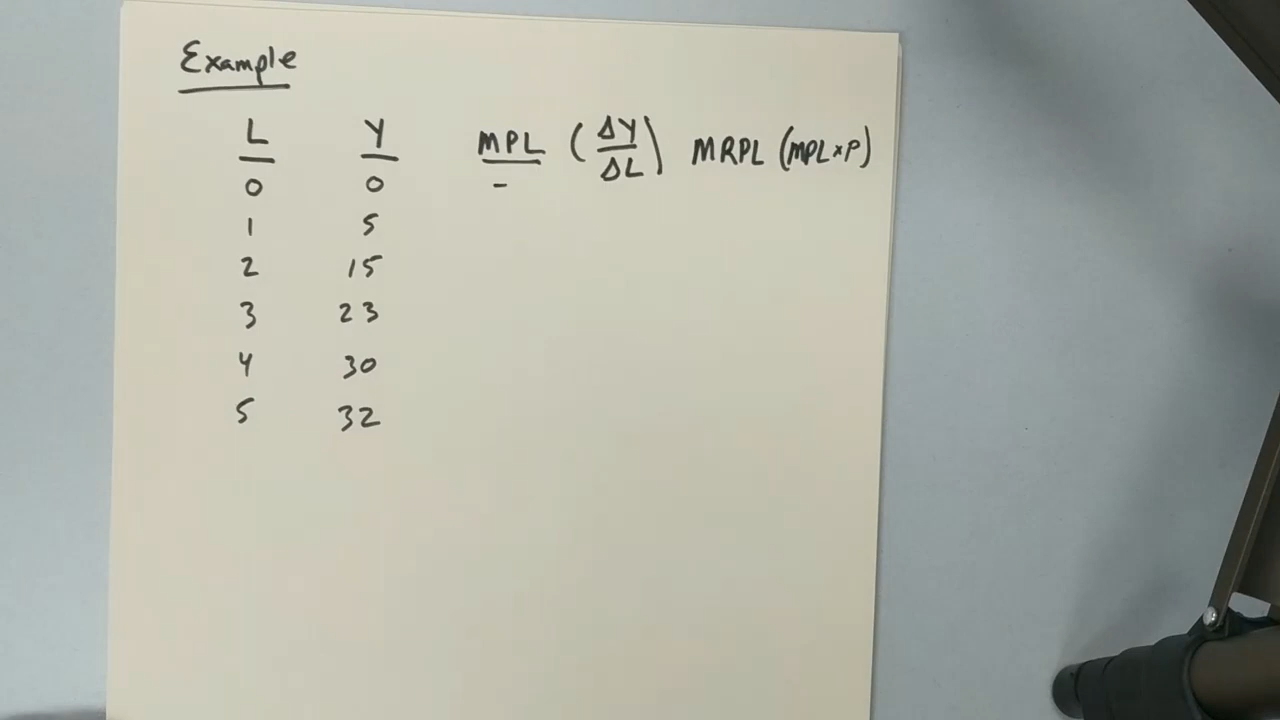 Example
L Y MPL (ΔY/ΔL) MRPL (MPL×P)
0 0 -
1 5
2 15
3 23
4 30
5 32